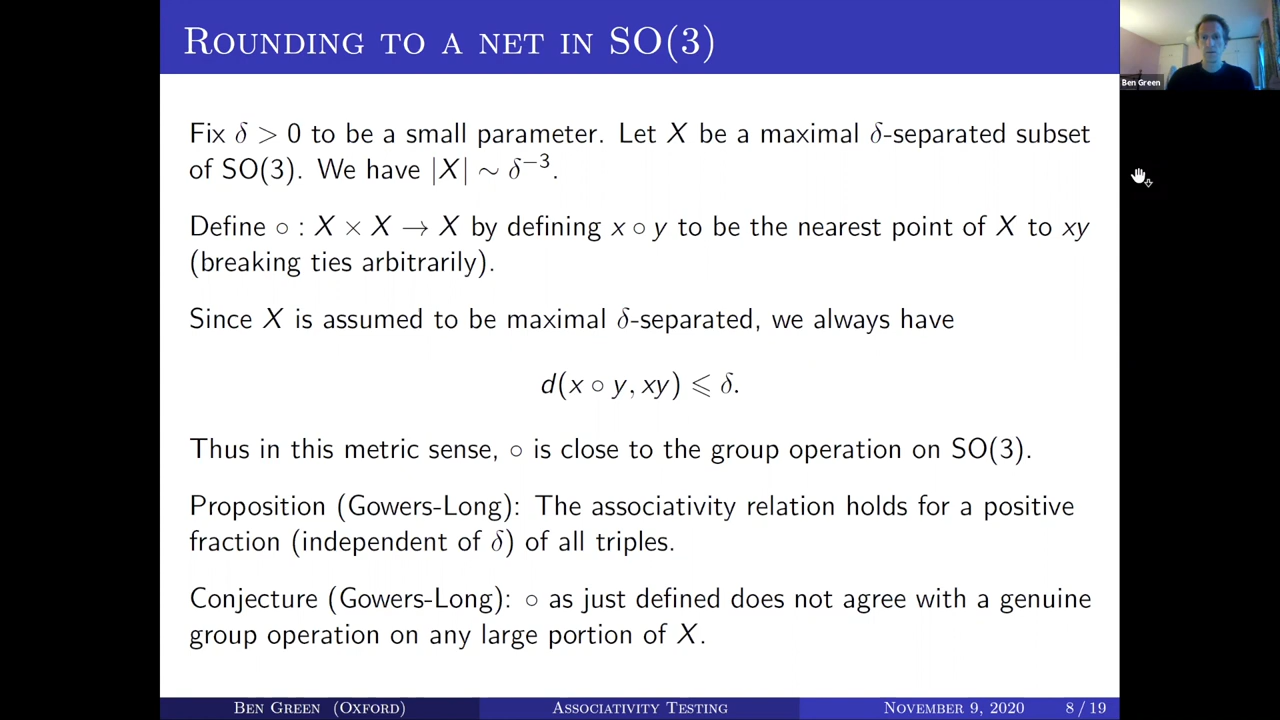 ROUNDING TO A NET IN SO(3)
Ben Green
Fix δ > 0 to be a small parameter. Let X be a maximal δ-separated subset
of SO(3). We have |X| ∼ δ⁻³.
Define ∘ : X × X → X by defining x ∘ y to be the nearest point of X to xy
(breaking ties arbitrarily).
Since X is assumed to be maximal δ-separated, we always have
d(x ∘ y, xy) ⩽ δ.
Thus in this metric sense, ∘ is close to the group operation on SO(3).
Proposition (Gowers-Long): The associativity relation holds for a positive
fraction (independent of δ) of all triples.
Conjecture (Gowers-Long): ∘ as just defined does not agree with a genuine
group operation on any large portion of X.
BEN GREEN (OXFORD) ASSOCIATIVITY TESTING NOVEMBER 9, 2020 8 / 19